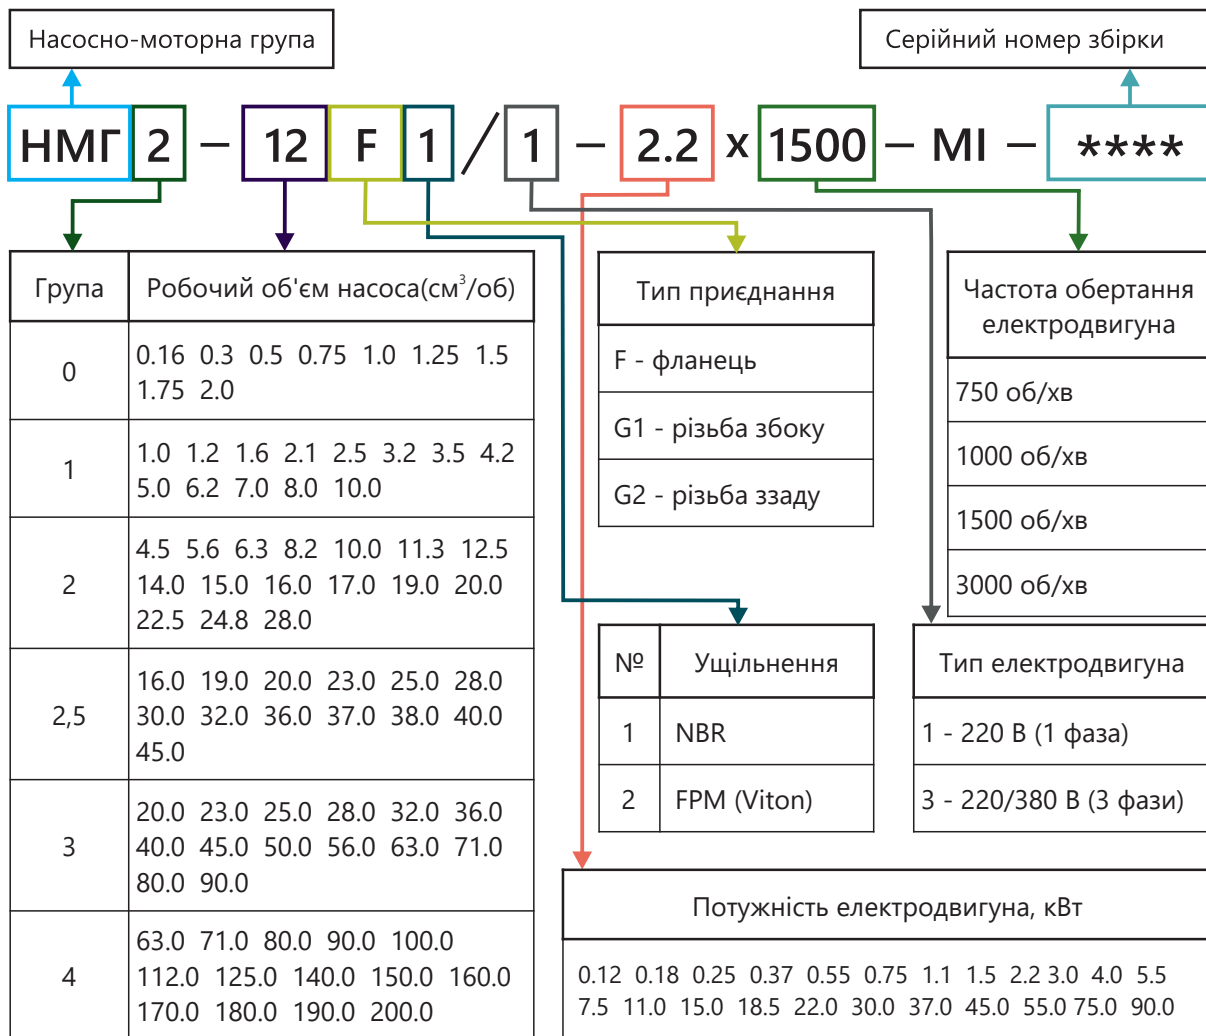 Насосно-моторна група
Серійний номер збірки
НМГ 2 – 12 F 1 / 1 – 2.2 x 1500 – MI – ****
Група
Робочий об'єм насоса(см³/об)
0
0.16 0.3 0.5 0.75 1.0 1.25 1.5
1.75 2.0
1
1.0 1.2 1.6 2.1 2.5 3.2 3.5 4.2
5.0 6.2 7.0 8.0 10.0
2
4.5 5.6 6.3 8.2 10.0 11.3 12.5
14.0 15.0 16.0 17.0 19.0 20.0
22.5 24.8 28.0
2,5
16.0 19.0 20.0 23.0 25.0 28.0
30.0 32.0 36.0 37.0 38.0 40.0
45.0
3
20.0 23.0 25.0 28.0 32.0 36.0
40.0 45.0 50.0 56.0 63.0 71.0
80.0 90.0
4
63.0 71.0 80.0 90.0 100.0
112.0 125.0 140.0 150.0 160.0
170.0 180.0 190.0 200.0
Тип приєднання
F - фланець
G1 - різьба збоку
G2 - різьба ззаду
Частота обертання
електродвигуна
750 об/хв
1000 об/хв
1500 об/хв
3000 об/хв
№ Ущільнення
1 NBR
2 FPM (Viton)
Тип електродвигуна
1 - 220 В (1 фаза)
3 - 220/380 В (3 фази)
Потужність електродвигуна, кВт
0.12 0.18 0.25 0.37 0.55 0.75 1.1 1.5 2.2 3.0 4.0 5.5
7.5 11.0 15.0 18.5 22.0 30.0 37.0 45.0 55.0 75.0 90.0